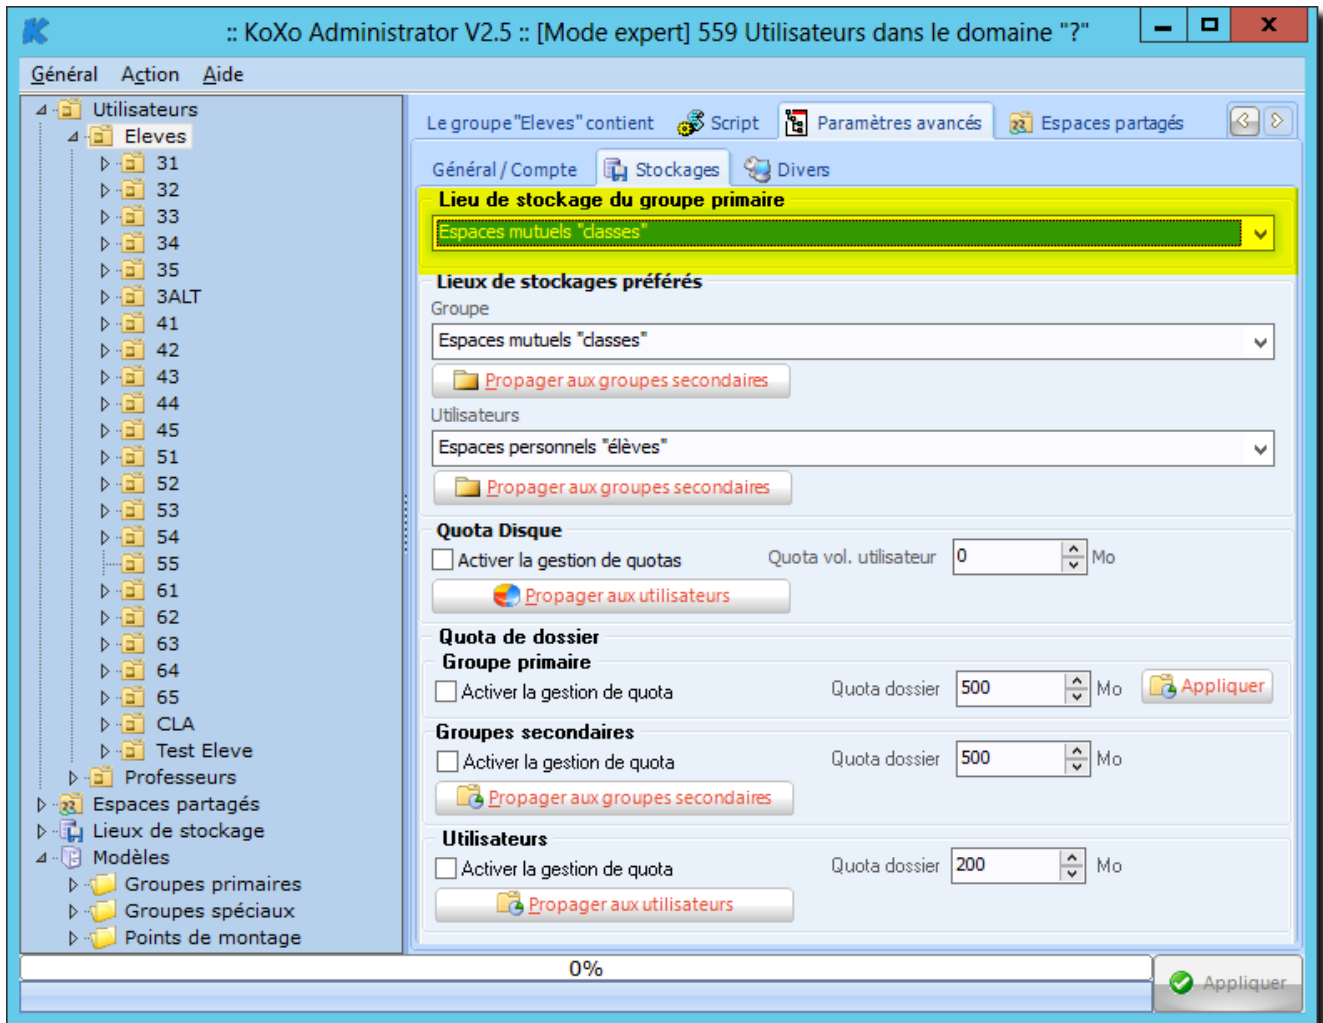 :: KoXo Administrator V2.5 :: [Mode expert] 559 Utilisateurs dans le domaine "?"
Général Action Aide
Utilisateurs
Eleves
31
32
33
34
35
3ALT
41
42
43
44
45
51
52
53
54
55
61
62
63
64
65
CLA
Test Eleve
Professeurs
Espaces partagés
Lieux de stockage
Modèles
Groupes primaires
Groupes spéciaux
Points de montage
Le groupe "Eleves" contient Script Paramètres avancés Espaces partagés
Général / Compte Stockages Divers
Lieu de stockage du groupe primaire
Espaces mutuels "classes"
Lieux de stockages préférés
Groupe
Espaces mutuels "classes"
Propager aux groupes secondaires
Utilisateurs
Espaces personnels "élèves"
Propager aux groupes secondaires
Quota Disque
Activer la gestion de quotas Quota vol. utilisateur 0 Mo
Propager aux utilisateurs
Quota de dossier
Groupe primaire
Activer la gestion de quota Quota dossier 500 Mo Appliquer
Groupes secondaires
Activer la gestion de quota Quota dossier 500 Mo
Propager aux groupes secondaires
Utilisateurs
Activer la gestion de quota Quota dossier 200 Mo
Propager aux utilisateurs
0%
Appliquer